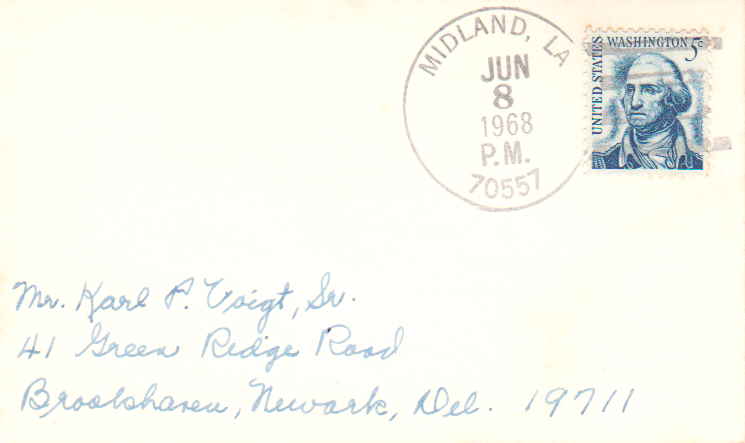 MIDLAND, LA
JUN
8
1968
P.M.
70557
UNITED STATES
WASHINGTON 5c
Mr. Karl P. Voigt, Sr.
41 Green Ridge Road
Brookhaven, Newark, Del. 19711